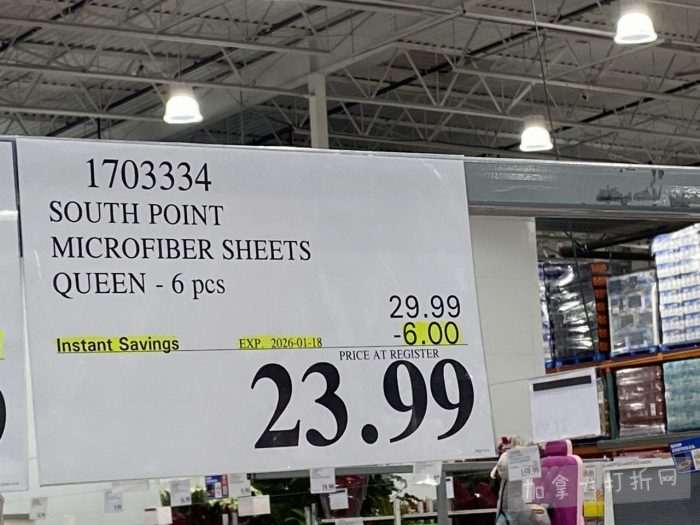 1703334
SOUTH POINT
MICROFIBER SHEETS
QUEEN - 6 pcs
29.99
Instant Savings EXP. 2026-01-18 -6.00
PRICE AT REGISTER
23.99
加拿大打折网